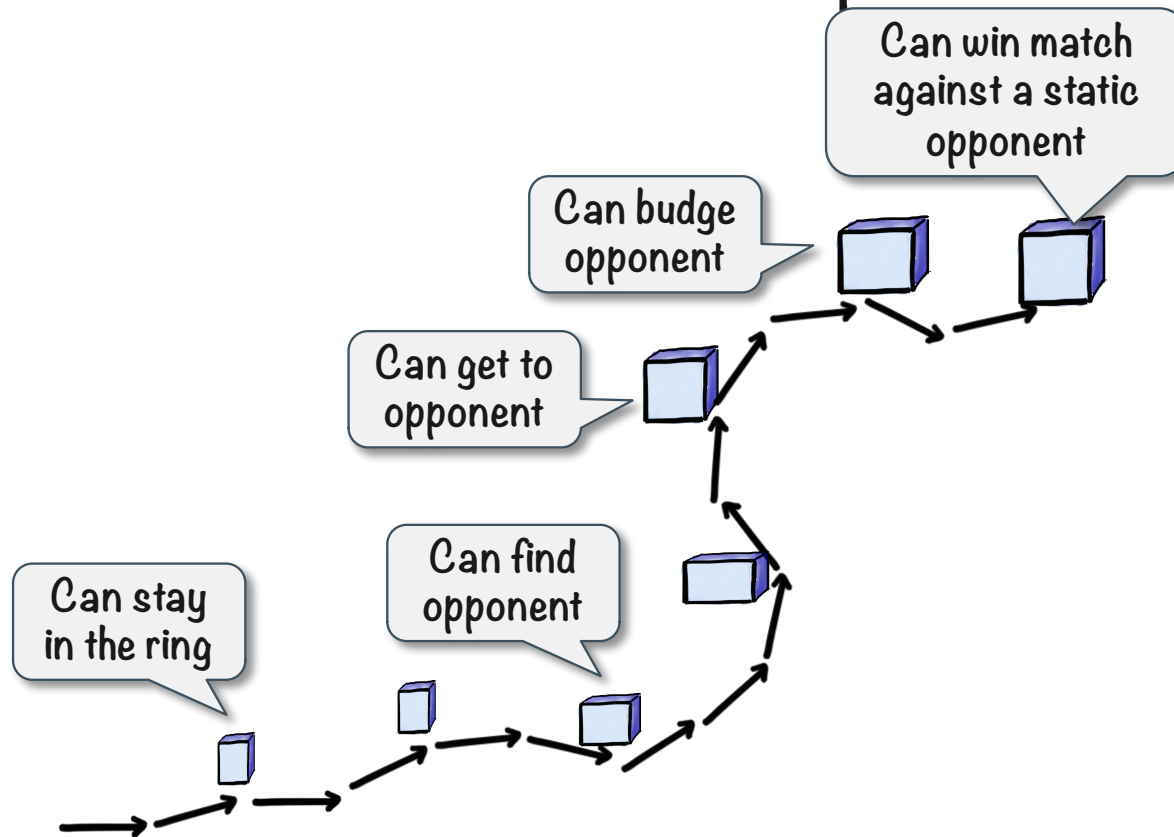 Can win match
against a static
opponent
Can budge
opponent
Can get to
opponent
Can find
opponent
Can stay
in the ring